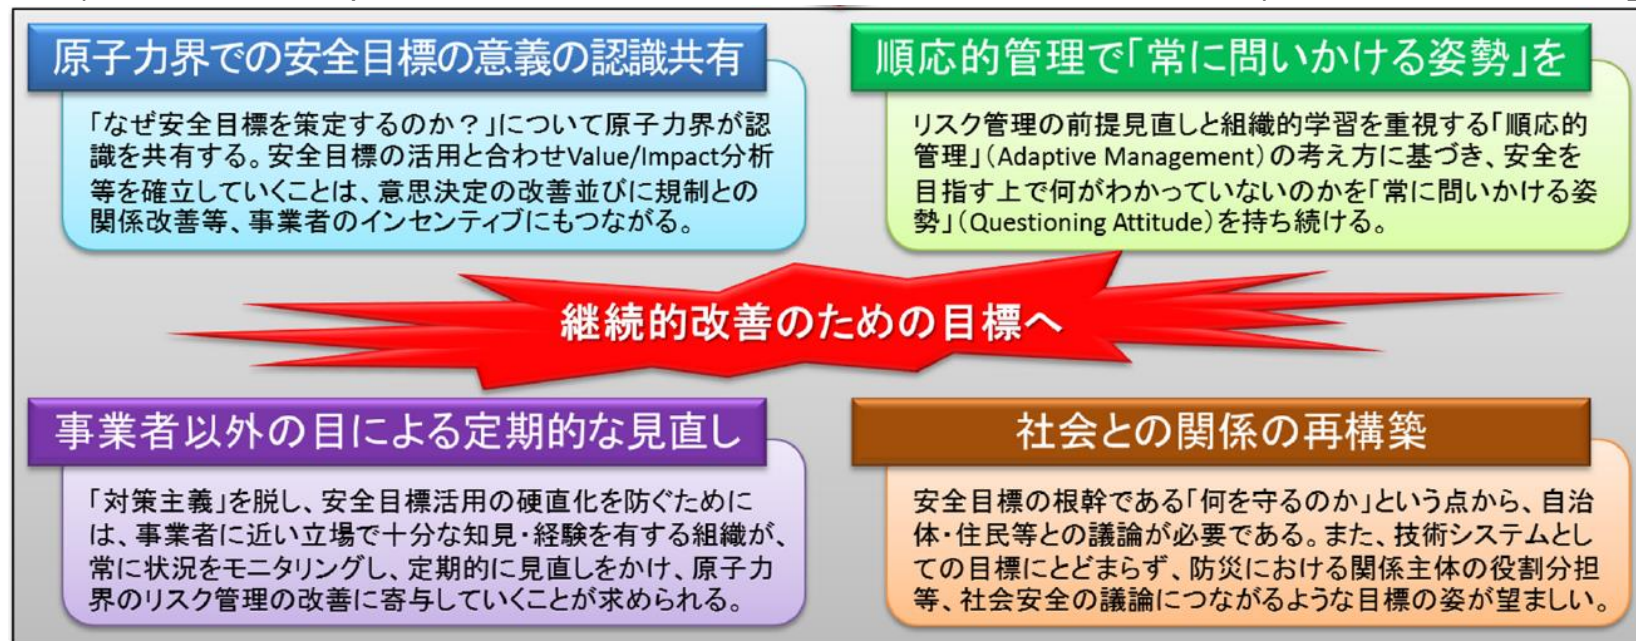 原子力界での安全目標の意義の認識共有
「なぜ安全目標を策定するのか？」について原子力界が認
識を共有する。安全目標の活用と合わせValue/Impact分析
等を確立していくことは、意思決定の改善並びに規制との
関係改善等、事業者のインセンティブにもつながる。
順応的管理で「常に問いかける姿勢」を
リスク管理の前提見直しと組織的学習を重視する「順応的
管理」（Adaptive Management）の考え方に基づき、安全を
目指す上で何がわかっていないのかを「常に問いかける姿
勢」（Questioning Attitude）を持ち続ける。
継続的改善のための目標へ
事業者以外の目による定期的な見直し
「対策主義」を脱し、安全目標活用の硬直化を防ぐために
は、事業者に近い立場で十分な知見・経験を有する組織が、
常に状況をモニタリングし、定期的に見直しをかけ、原子力
界のリスク管理の改善に寄与していくことが求められる。
社会との関係の再構築
安全目標の根幹である「何を守るのか」という点から、自治
体・住民等との議論が必要である。また、技術システムとし
ての目標にとどまらず、防災における関係主体の役割分担
等、社会安全の議論につながるような目標の姿が望ましい。